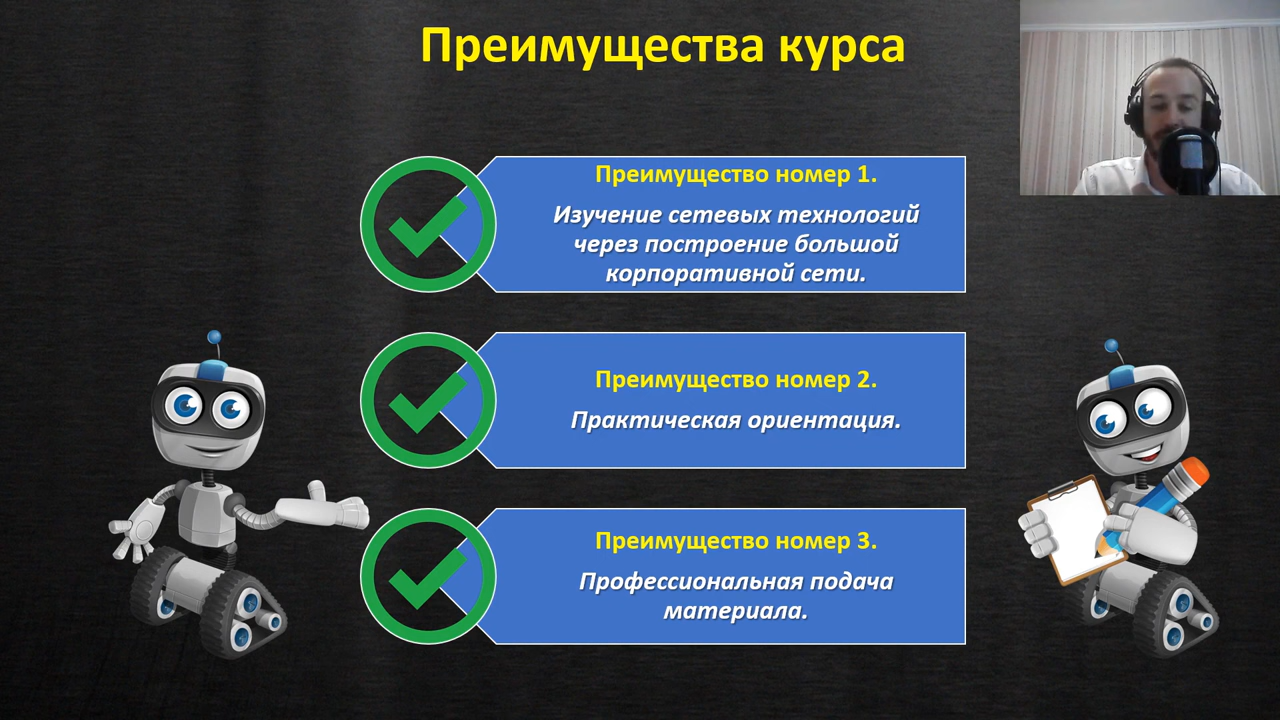 Преимущества курса
Преимущество номер 1.
Изучение сетевых технологий
через построение большой
корпоративной сети.
Преимущество номер 2.
Практическая ориентация.
Преимущество номер 3.
Профессиональная подача
материала.